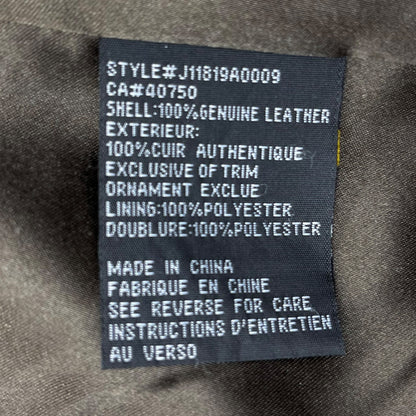 STYLE#J11819A0009
CA#40750
SHELL:100%GENUINE LEATHER
EXTERIEUR:
100%CUIR AUTHENTIQUE
EXCLUSIVE OF TRIM
ORNAMENT EXCLUE
LINING:100%POLYESTER
DOUBLURE:100%POLYESTER
MADE IN CHINA
FABRIQUE EN CHINE
SEE REVERSE FOR CARE
INSTRUCTIONS D'ENTRETIEN
AU VERSO